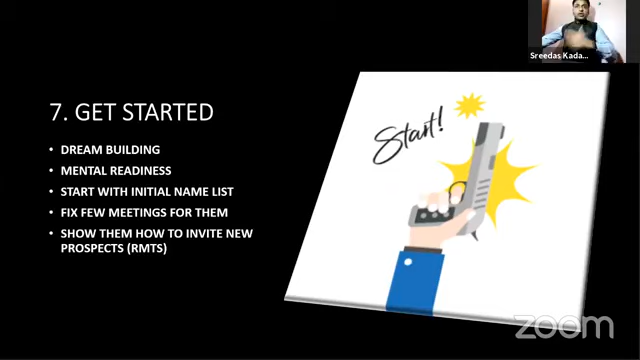 Sreedas Kada...
7. GET STARTED
• DREAM BUILDING
• MENTAL READINESS
• START WITH INITIAL NAME LIST
• FIX FEW MEETINGS FOR THEM
• SHOW THEM HOW TO INVITE NEW
PROSPECTS (RMTS)
Start!
zoom